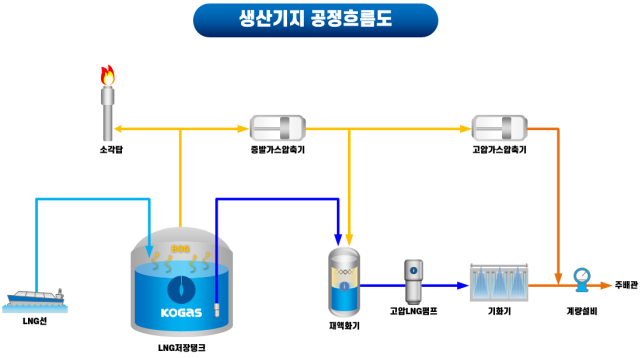 생산기지 공정흐름도
소각탑
증발가스압축기
고압가스압축기
BOG
KOGAS
LNG선
LNG저장탱크
재액화기
고압LNG펌프
기화기
계량설비
주배관